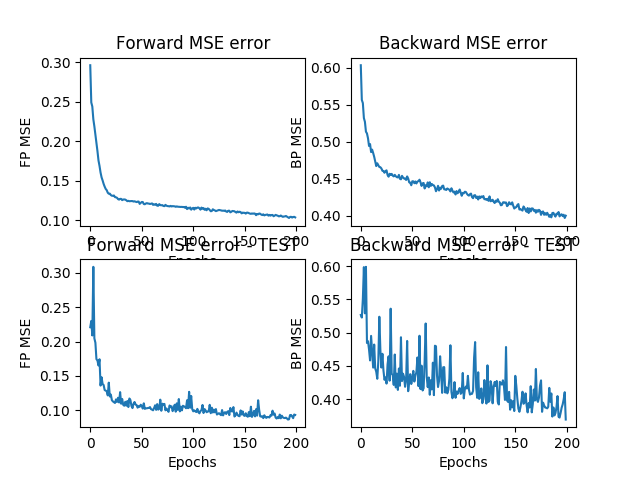 Forward MSE error
Backward MSE error
0.30
0.25
0.20
0.15
0.10
FP MSE
0 50 100 150 200
0.60
0.55
0.50
0.45
0.40
BP MSE
0 50 100 150 200
Epochs
Epochs
Forward MSE error - TEST
Backward MSE error - TEST
0.30
0.25
0.20
0.15
0.10
FP MSE
0 50 100 150 200
Epochs
0.60
0.55
0.50
0.45
0.40
BP MSE
0 50 100 150 200
Epochs